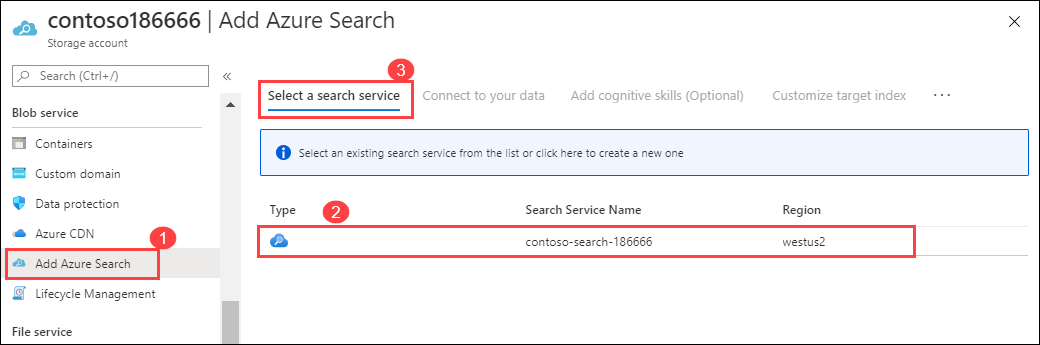 contoso186666 | Add Azure Search
Storage account
Search (Ctrl+/)
«
Blob service
Containers
Custom domain
Data protection
Azure CDN
1
Add Azure Search
Lifecycle Management
File service
3
Select a search service Connect to your data Add cognitive skills (Optional) Customize target index ...
Select an existing search service from the list or click here to create a new one
Type 2 Search Service Name Region
contoso-search-186666 westus2